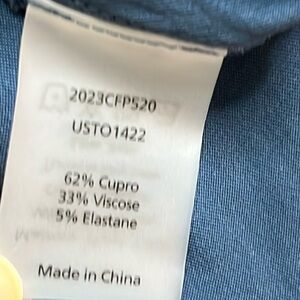 2023CFP520
USTO1422
62% Cupro
33% Viscose
5% Elastane
Made in China